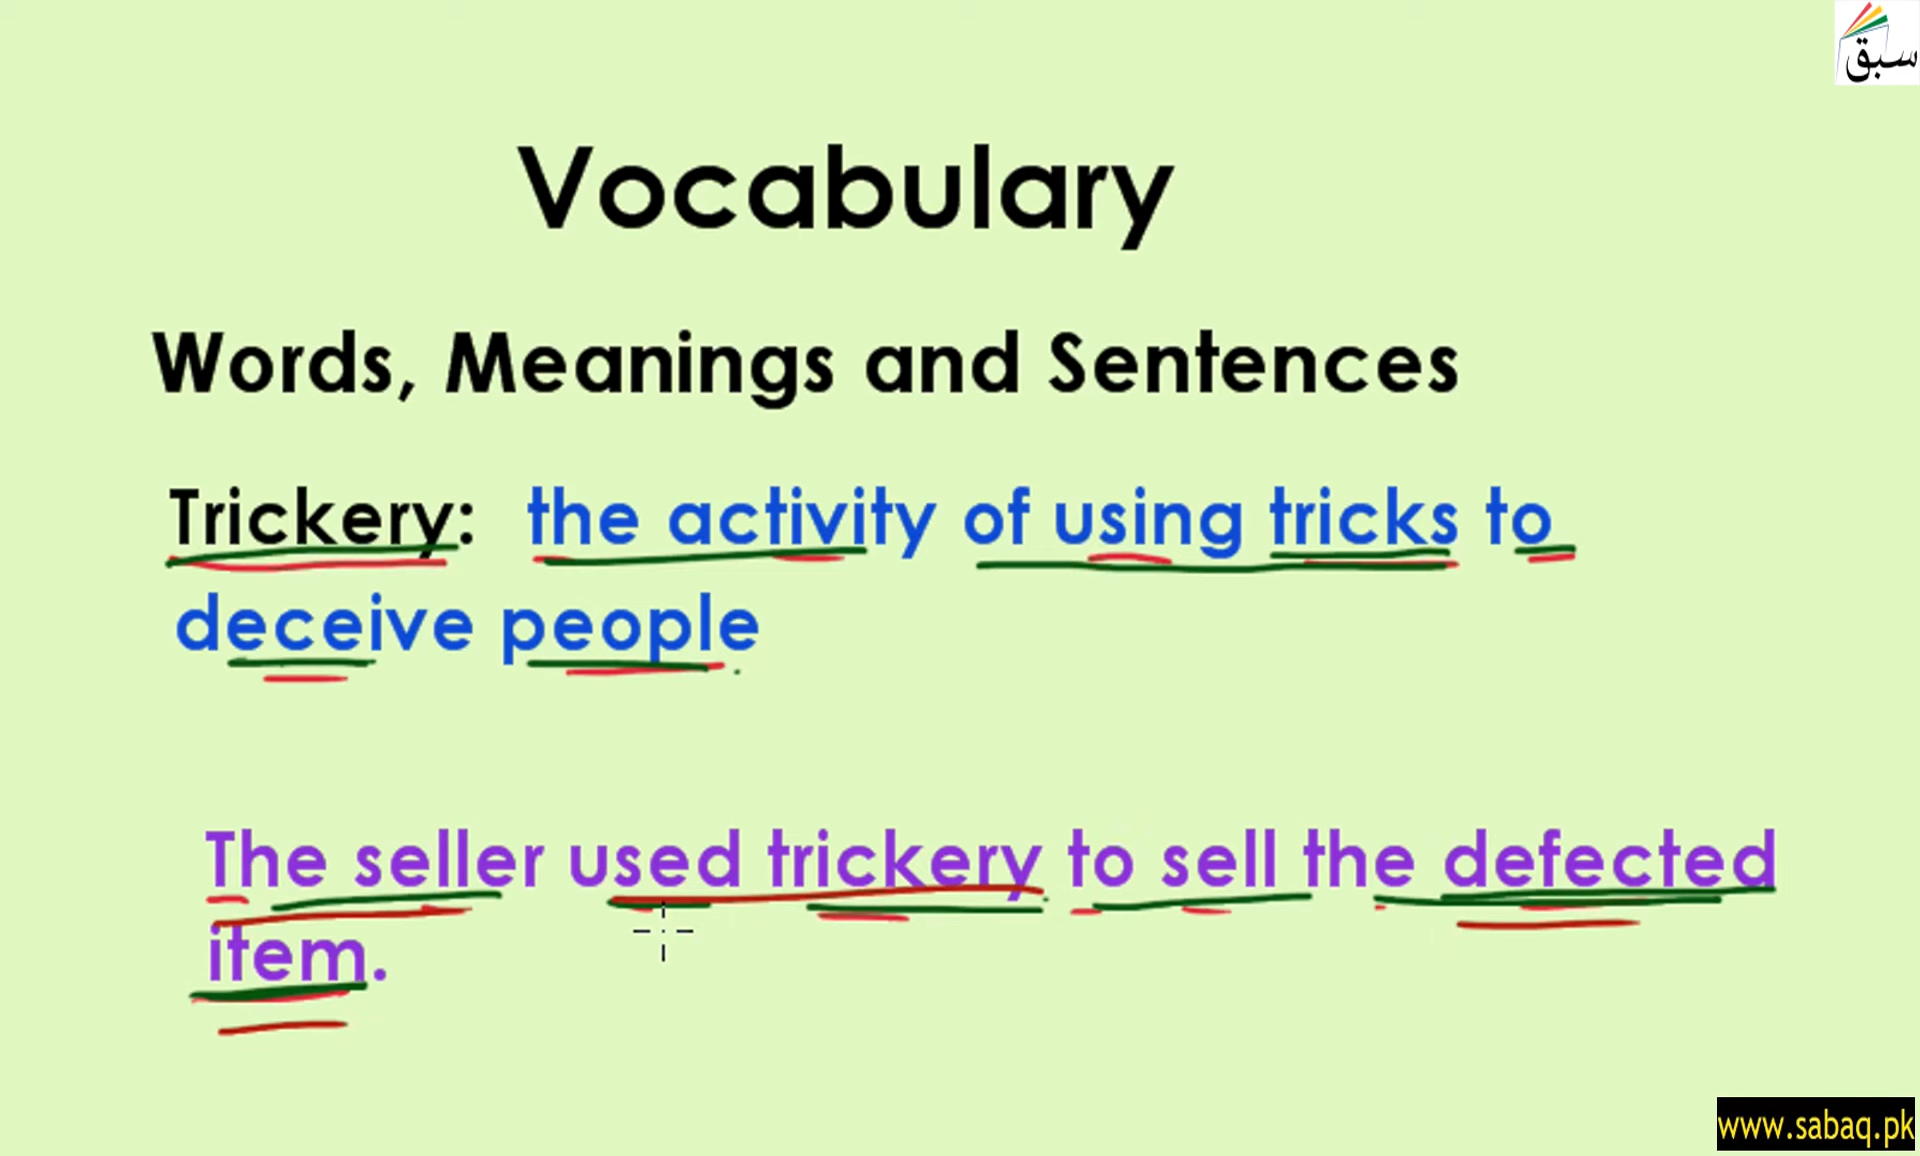 سبق
Vocabulary
Words, Meanings and Sentences
Trickery: the activity of using tricks to
deceive people
The seller used trickery to sell the defected
item.
www.sabaq.pk